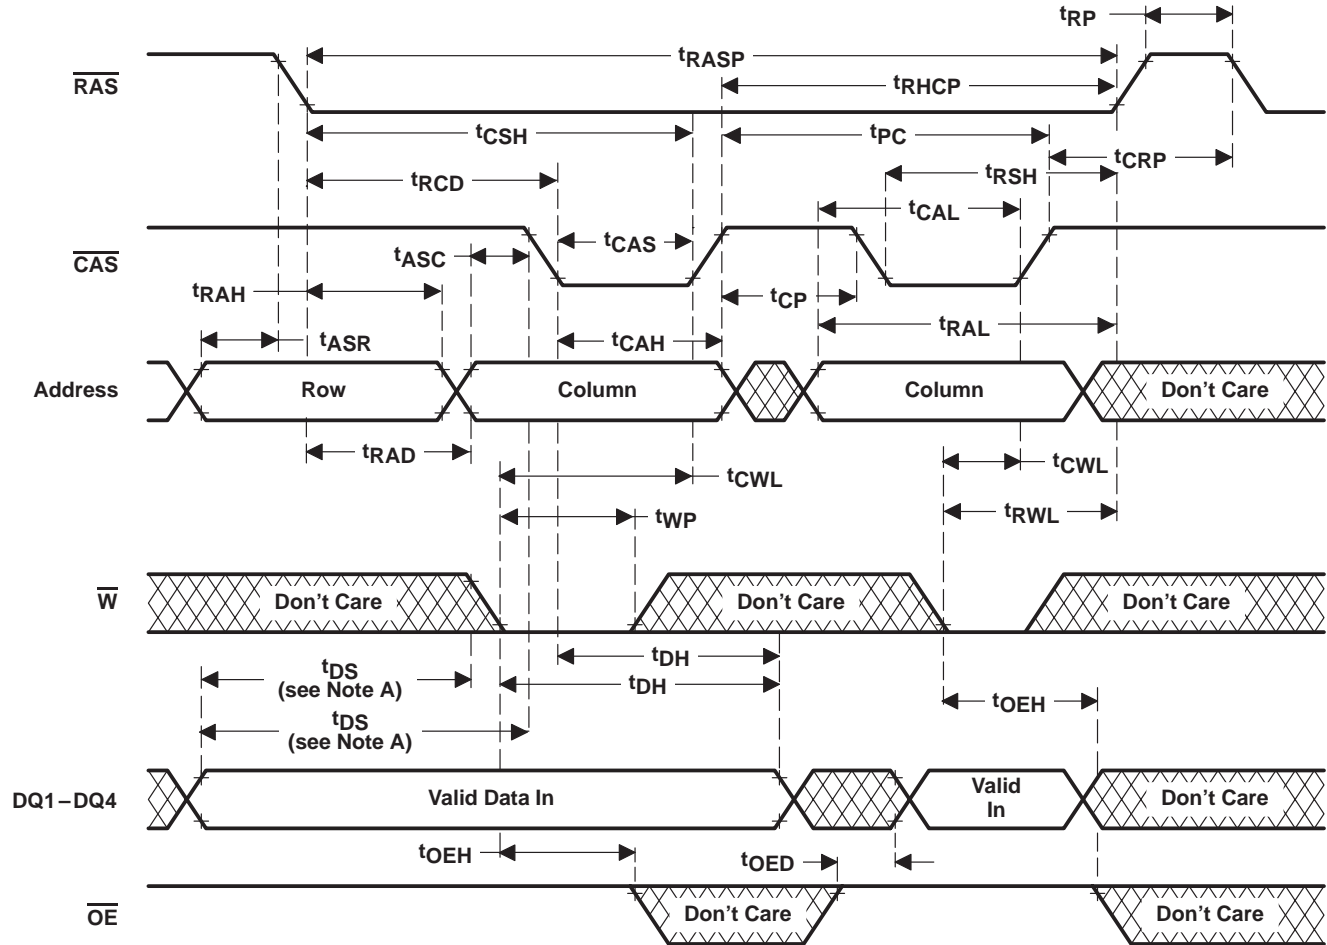 tRP
tRASP
RAS
tRHCP
tCSH
tPC
tCRP
tRCD
tRSH
tCAL
CAS
tCAS
tASC
tRAH
tCP
tRAL
tASR
tCAH
Address
Row
Column
Column
Don't Care
tRAD
tCWL
tCWL
tWP
tRWL
W
Don't Care
Don't Care
Don't Care
tDH
tDS
(see Note A)
tDH
tOEH
tDS
(see Note A)
DQ1–DQ4
Valid Data In
Valid
In
Don't Care
tOEH
tOED
OE
Don't Care
Don't Care